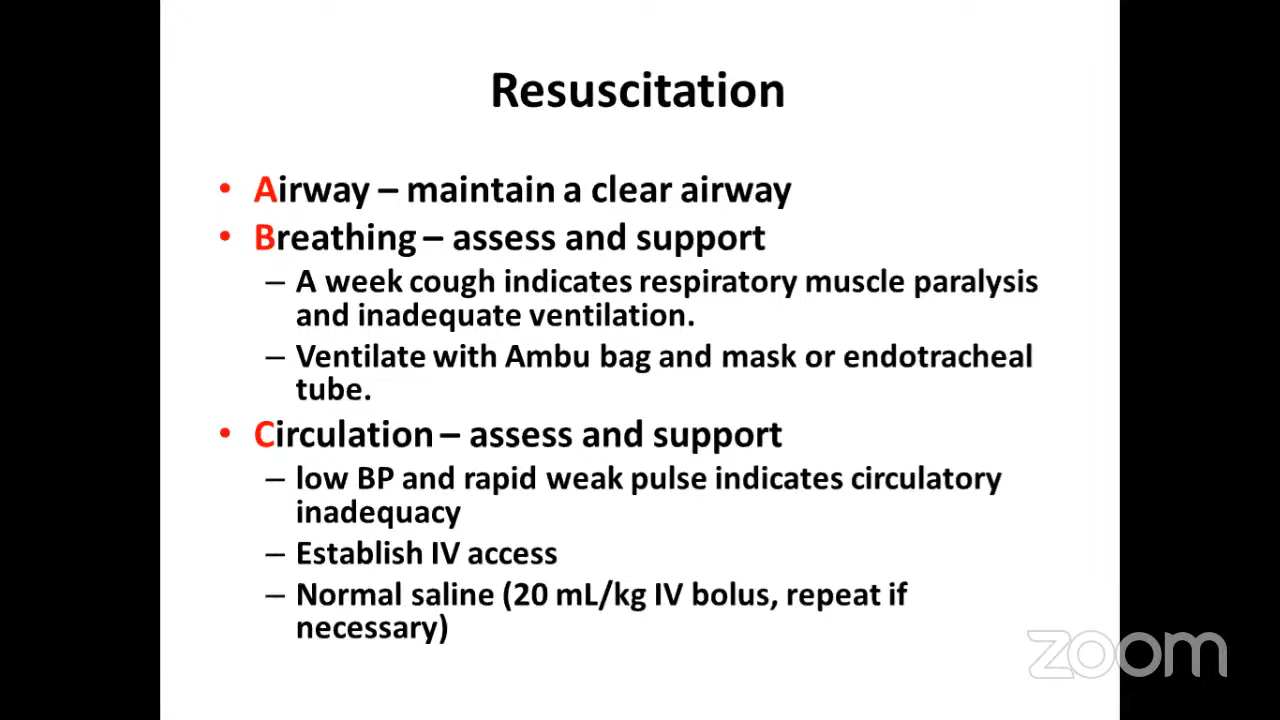 Resuscitation
• Airway – maintain a clear airway
• Breathing – assess and support
– A week cough indicates respiratory muscle paralysis
and inadequate ventilation.
– Ventilate with Ambu bag and mask or endotracheal
tube.
• Circulation – assess and support
– low BP and rapid weak pulse indicates circulatory
inadequacy
– Establish IV access
– Normal saline (20 mL/kg IV bolus, repeat if
necessary)
zoom